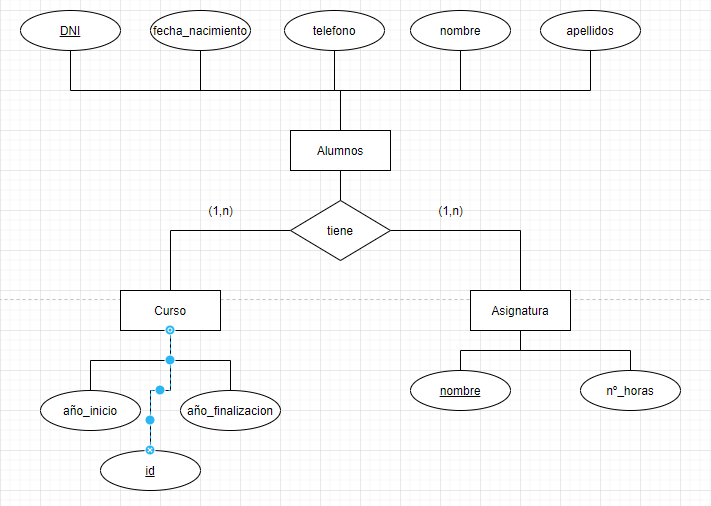 DNI
fecha_nacimiento
telefono
nombre
apellidos
Alumnos
(1,n)
(1,n)
tiene
Curso
Asignatura
año_inicio
año_finalizacion
nombre
nº_horas
id